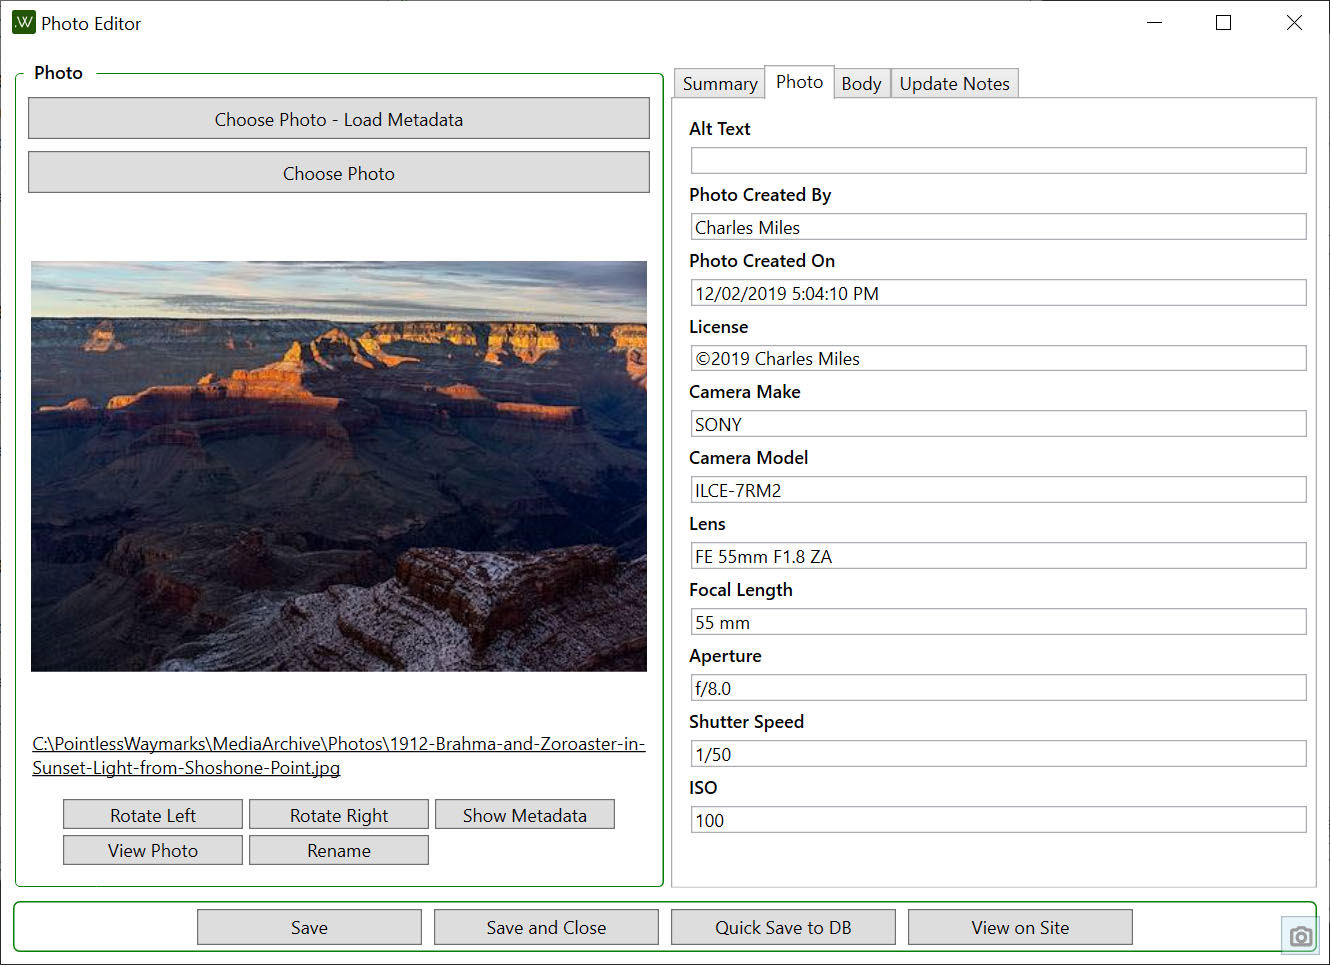 .W Photo Editor
Photo
Choose Photo - Load Metadata
Choose Photo
C:\PointlessWaymarks\MediaArchive\Photos\1912-Brahma-and-Zoroaster-in-
Sunset-Light-from-Shoshone-Point.jpg
Rotate Left Rotate Right Show Metadata
View Photo Rename
Summary Photo Body Update Notes
Alt Text
Photo Created By
Charles Miles
Photo Created On
12/02/2019 5:04:10 PM
License
©2019 Charles Miles
Camera Make
SONY
Camera Model
ILCE-7RM2
Lens
FE 55mm F1.8 ZA
Focal Length
55 mm
Aperture
f/8.0
Shutter Speed
1/50
ISO
100
Save Save and Close Quick Save to DB View on Site